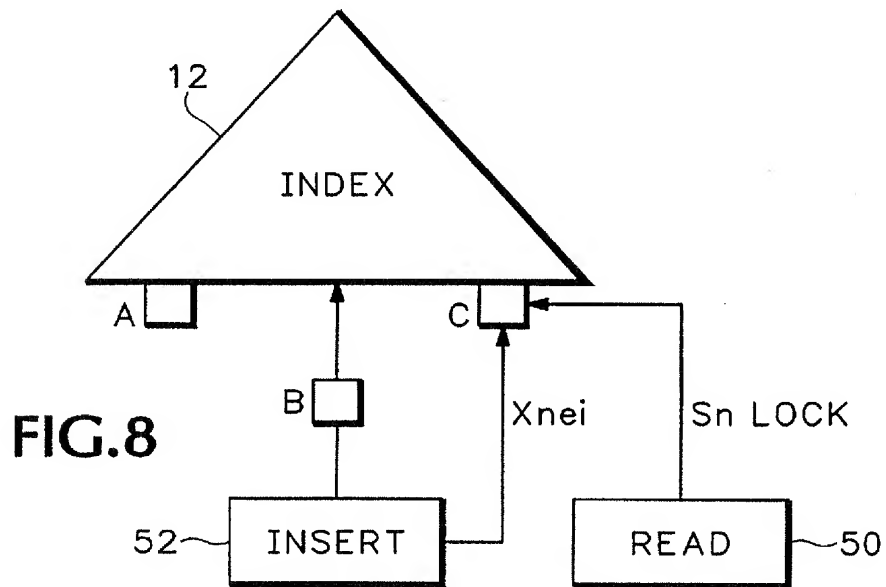 12
INDEX
A
C
B
Xnei
Sn LOCK
FIG.8
52
INSERT
READ
50